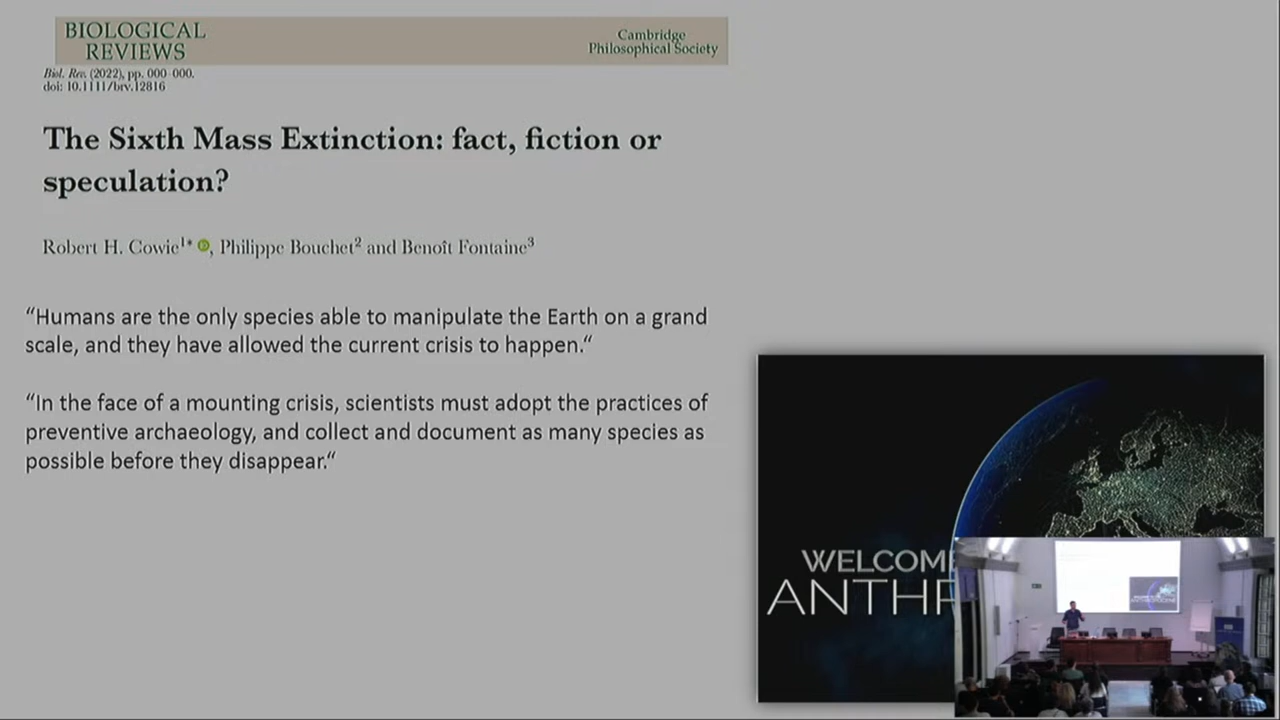 BIOLOGICAL
REVIEWS
Cambridge
Philosophical Society
Biol. Rev. (2022), pp. 000–000.
doi: 10.1111/brv.12816
The Sixth Mass Extinction: fact, fiction or
speculation?
Robert H. Cowie1*, Philippe Bouchet2 and Benoît Fontaine3
“Humans are the only species able to manipulate the Earth on a grand
scale, and they have allowed the current crisis to happen.“
“In the face of a mounting crisis, scientists must adopt the practices of
preventive archaeology, and collect and document as many species as
possible before they disappear.“
WELCOM
ANTHR